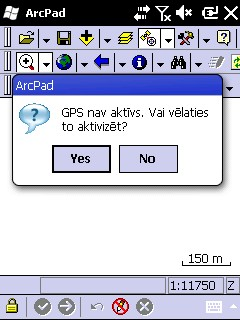 ArcPad
ArcPad
GPS nav aktīvs. Vai vēlaties
to aktivizēt?
Yes
No
150 m
1:11750
Z